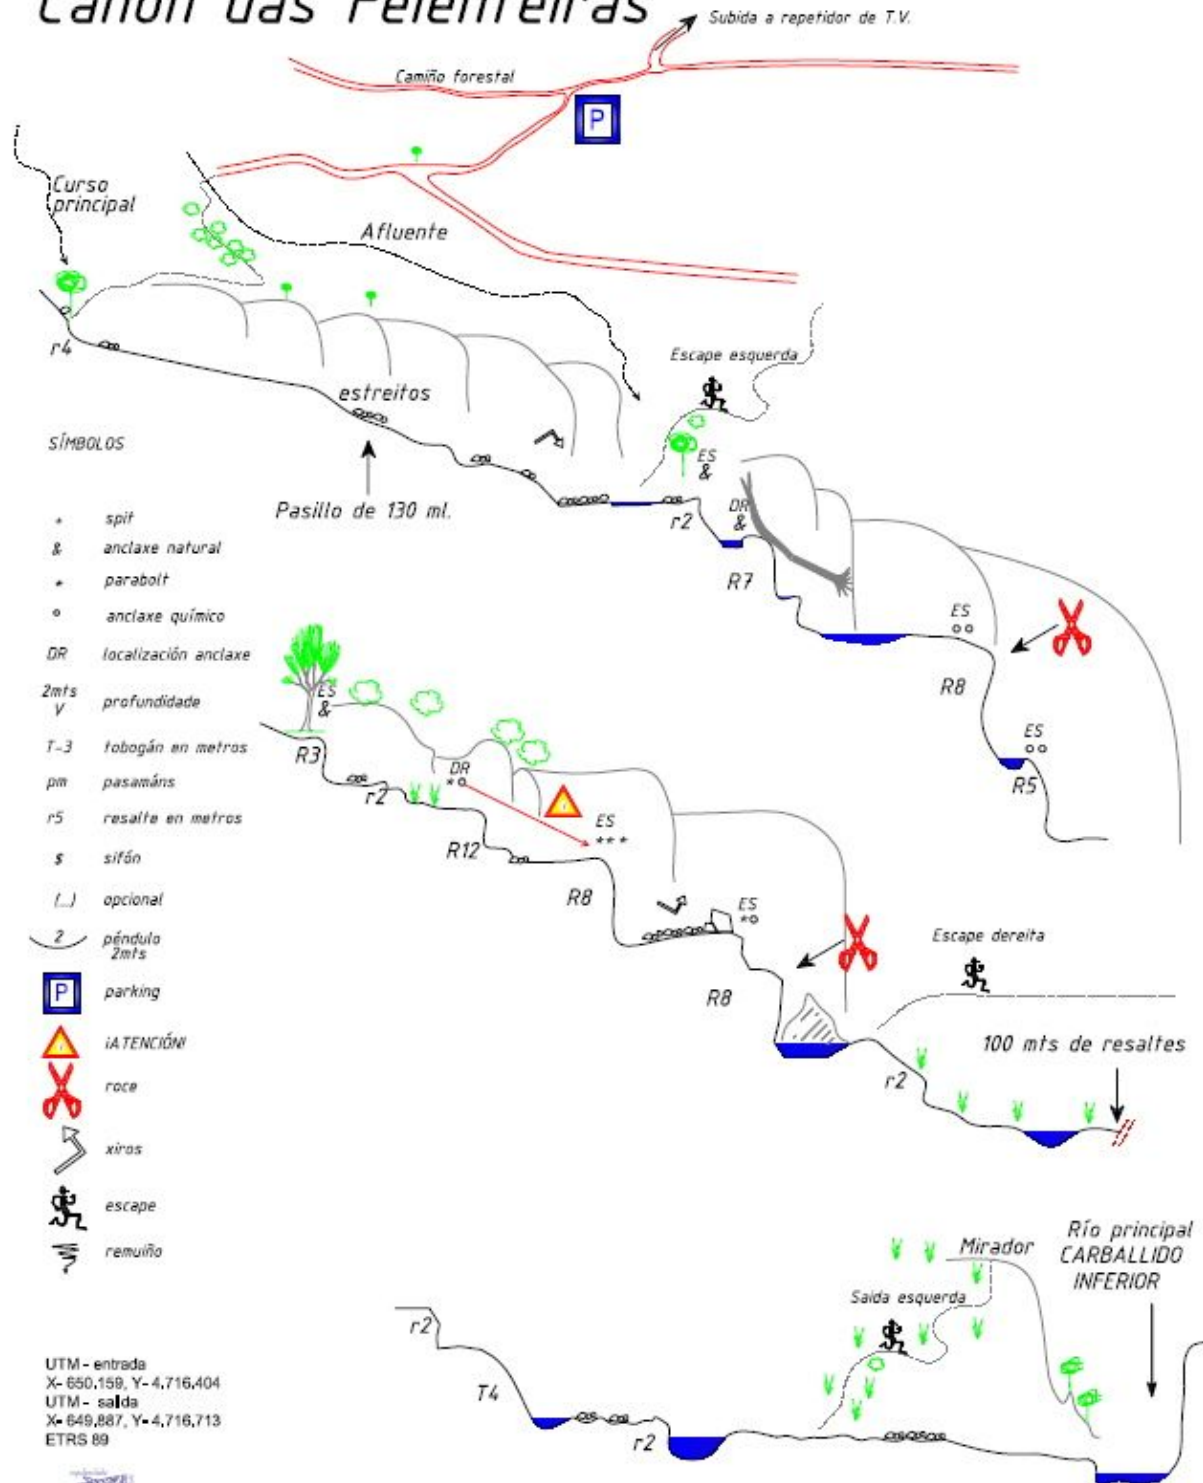 Canón das Pelenfreiras
Subida a repetidor de T.V.
Camiño forestal
P
Curso
principal
Afluente
r4
estreitos
Pasillo de 130 ml.
Escape esquerda
ES
&
r2
DR
&
R7
ES
R8
ES
R5
SÍMBOLOS
* spit
& anclaxe natural
* parabolt
° anclaxe químico
DR localización anclaxe
2mts
V profundidade
T-3 tobogán en metros
pm pasamáns
r5 resalte en metros
$ sifón
(...) opcional
2 péndulo
2mts
P parking
¡ATENCIÓN!
roce
xiros
escape
remuiño
ES
&
R3
r2
DR
*o
R12
ES
***
R8
ES
*o
R8
Escape dereita
100 mts de resaltes
r2
Río principal
CARBALLIDO
INFERIOR
Mirador
Saida esquerda
r2
T4
r2
UTM - entrada
X- 650.159, Y- 4.716.404
UTM - saida
X- 649.887, Y- 4.716.713
ETRS 89